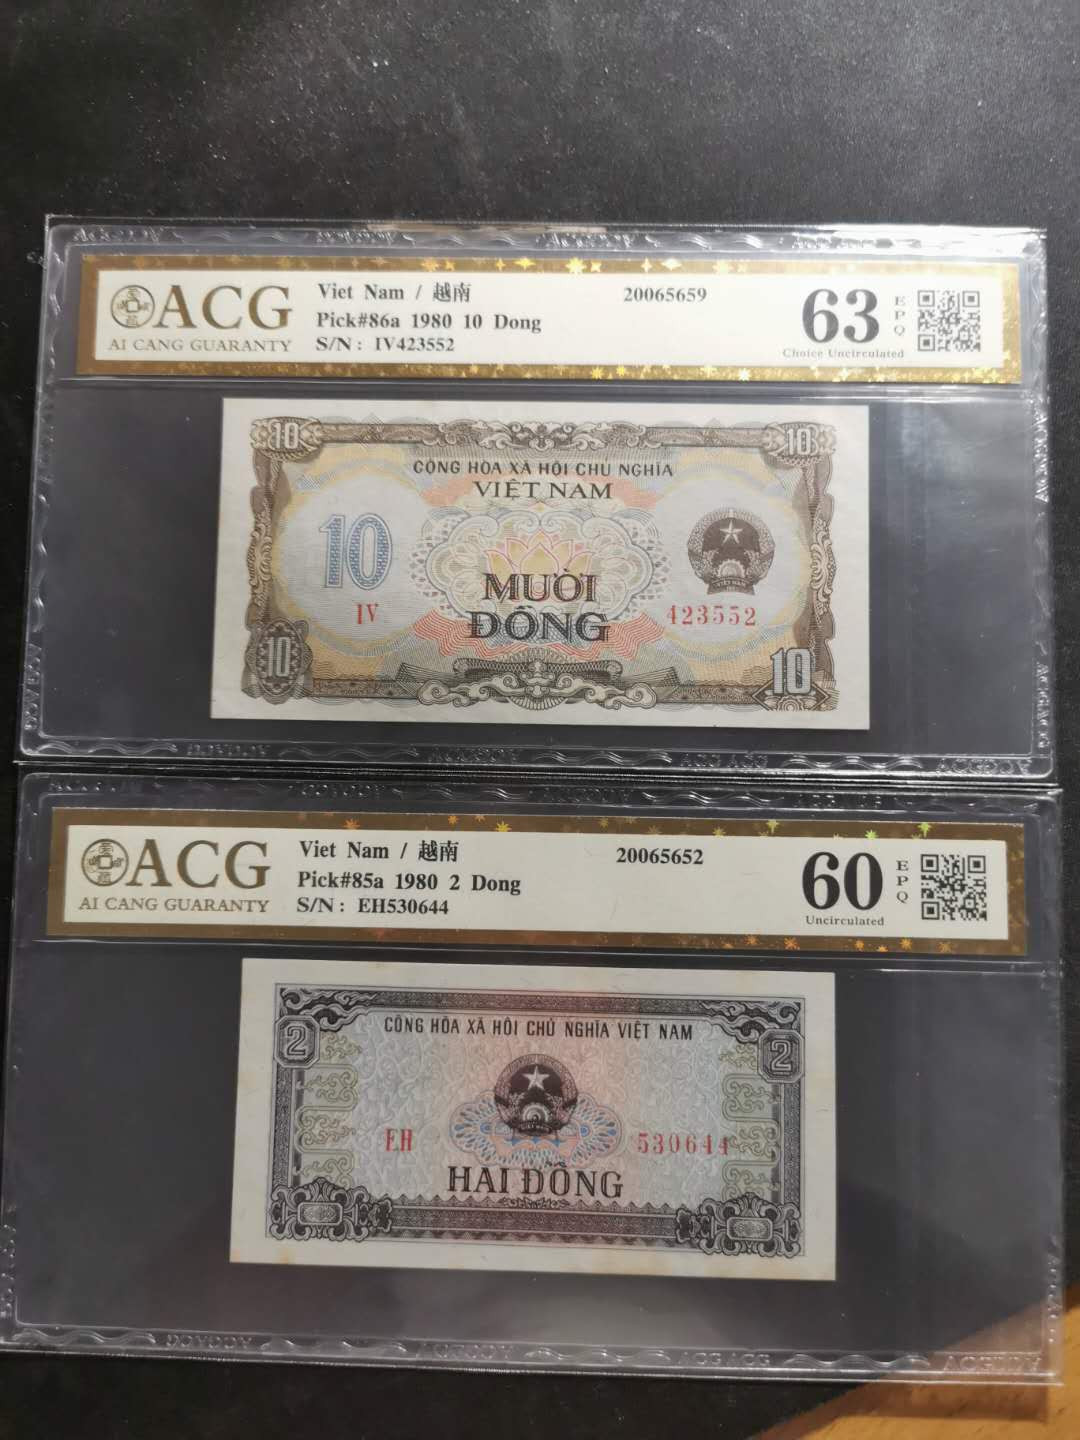 ACG
AI CANG GUARANTY
Viet Nam / 越南
Pick#86a 1980 10 Dong
S/N : IV423552
20065659
63
EPQ
Choice Uncirculated
10
10
CỘNG HÒA XÃ HỘI CHỦ NGHĨA
VIỆT NAM
10
VIỆT NAM
MƯỜI
ĐỒNG
IV
423552
10
10
ACG
AI CANG GUARANTY
Viet Nam / 越南
Pick#85a 1980 2 Dong
S/N : EH530644
20065652
60
EPQ
Uncirculated
2
2
CỘNG HÒA XÃ HỘI CHỦ NGHĨA VIỆT NAM
EH
530644
HAI ĐỒNG